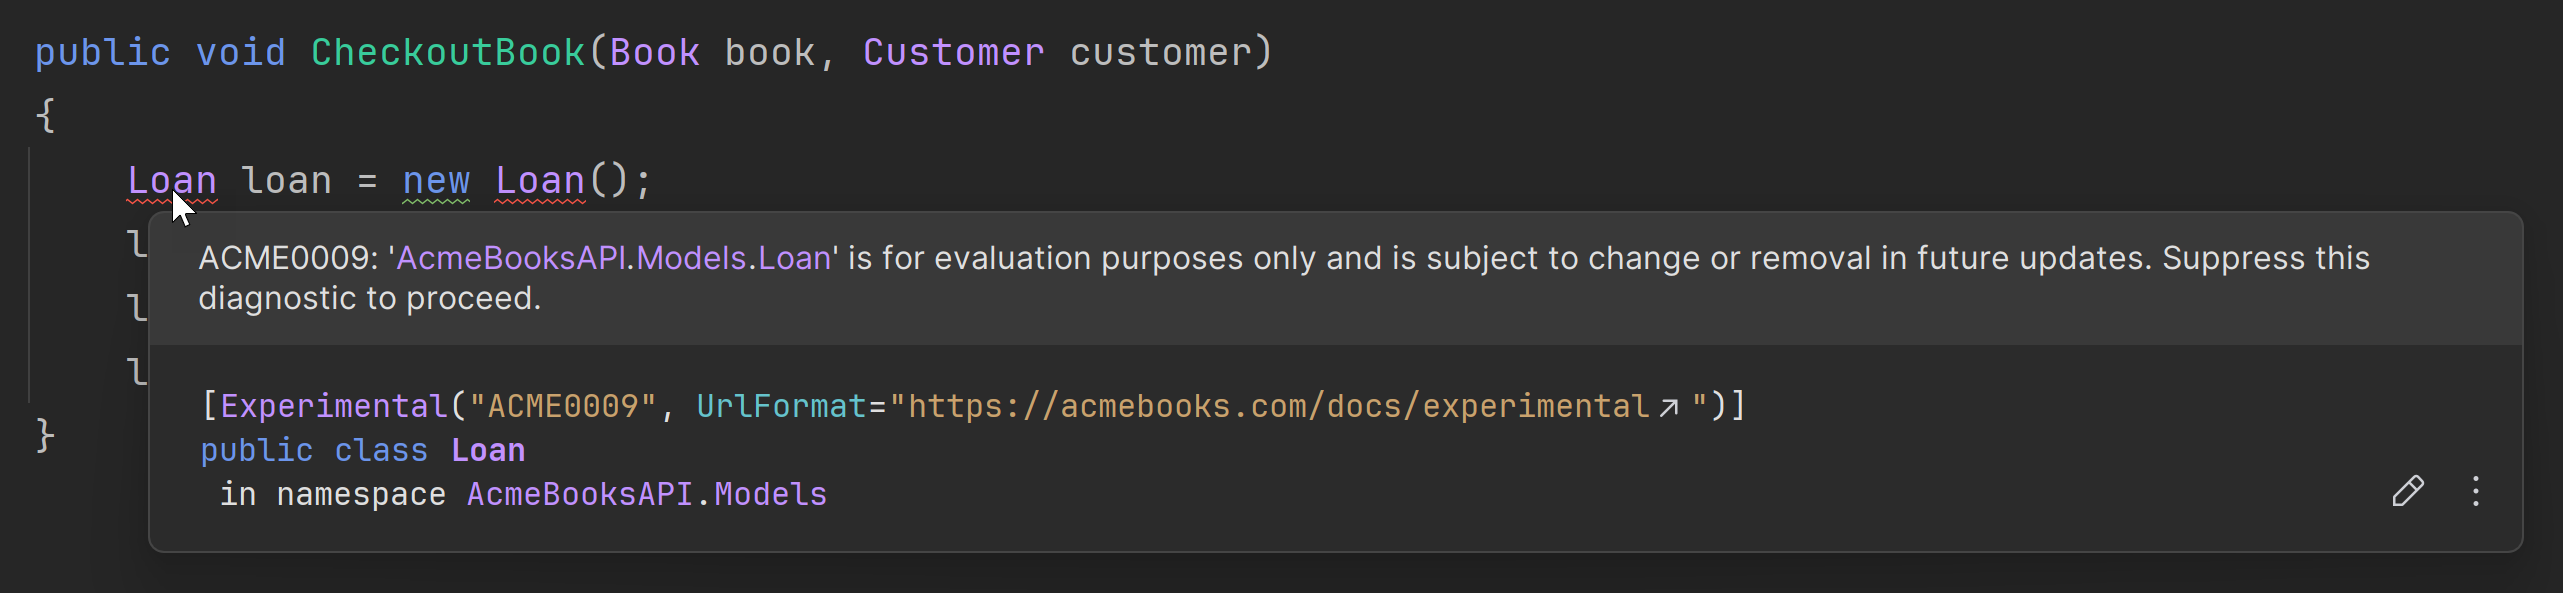 public void CheckoutBook(Book book, Customer customer)
{
Loan loan = new Loan();
l
ACME0009: 'AcmeBooksAPI.Models.Loan' is for evaluation purposes only and is subject to change or removal in future updates. Suppress this
diagnostic to proceed.
l
l
[Experimental("ACME0009", UrlFormat="https://acmebooks.com/docs/experimental↗")]
public class Loan
in namespace AcmeBooksAPI.Models
}